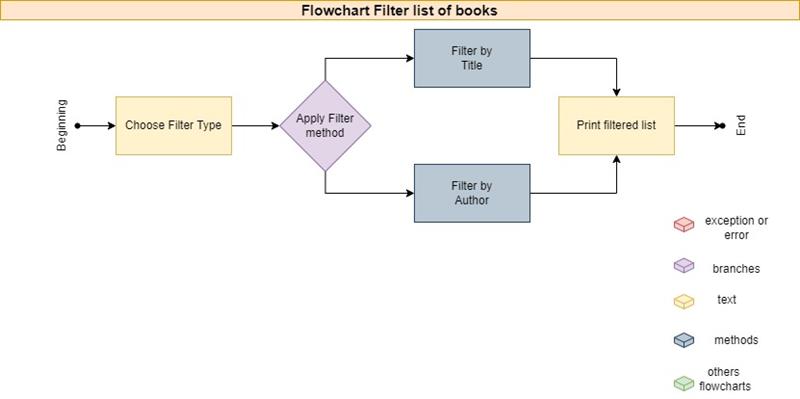 Flowchart Filter list of books
Beginning
Choose Filter Type
Apply Filter
method
Filter by
Title
Filter by
Author
Print filtered list
End
exception or
error
branches
text
methods
others
flowcharts